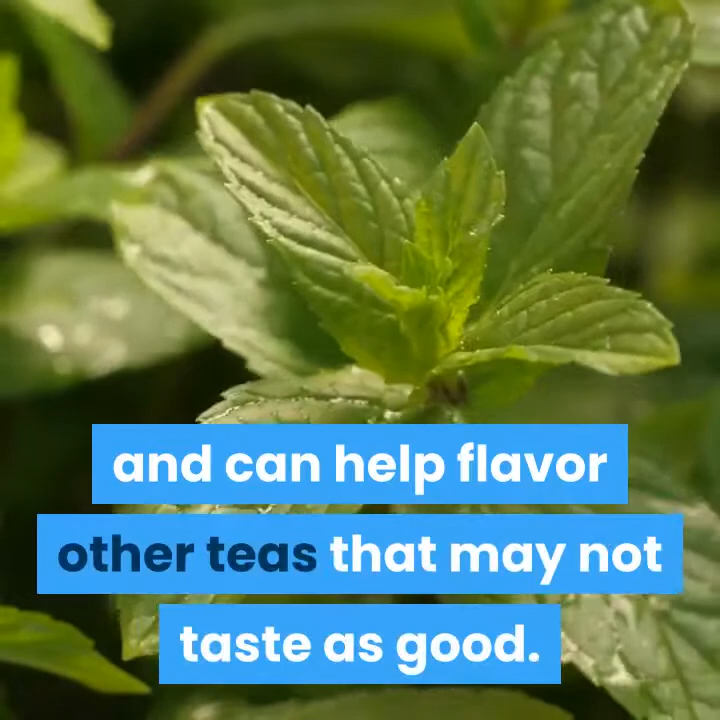 and can help flavor
other teas that may not
taste as good.